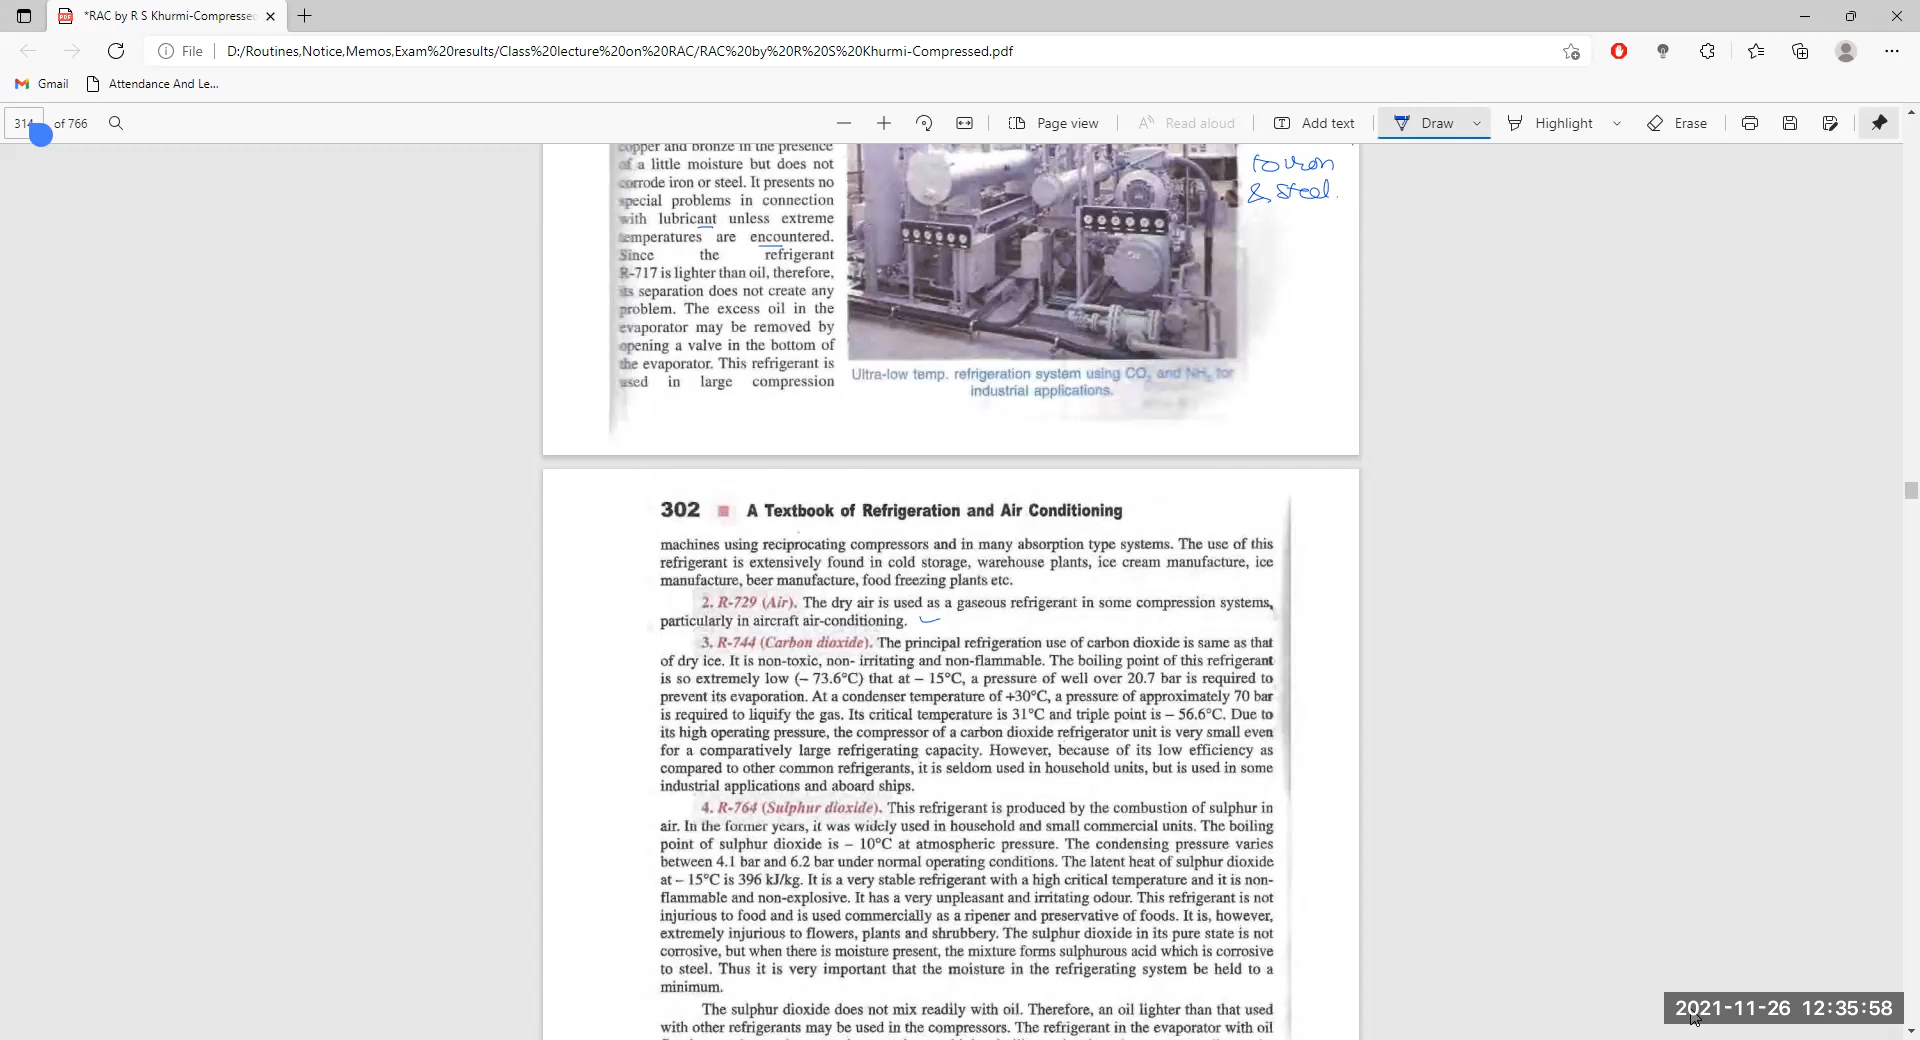 *RAC by R S Khurmi-Compressed
File
D:/Routines,Notice,Memos,Exam%20results/Class%20lecture%20on%20RAC/RAC%20by%20R%20S%20Khurmi-Compressed.pdf
Gmail
Attendance And Le...
314 of 766
Page view
Read aloud
Add text
Draw
Highlight
Erase
copper and bronze in the presence
of a little moisture but does not
corrode iron or steel. It presents no
special problems in connection
with lubricant unless extreme
temperatures are encountered.
Since the refrigerant
R-717 is lighter than oil, therefore,
its separation does not create any
problem. The excess oil in the
evaporator may be removed by
opening a valve in the bottom of
the evaporator. This refrigerant is
used in large compression
to iron
& steel.
Ultra-low temp. refrigeration system using CO₂ and NH₃ for
industrial applications.
302 A Textbook of Refrigeration and Air Conditioning
machines using reciprocating compressors and in many absorption type systems. The use of this
refrigerant is extensively found in cold storage, warehouse plants, ice cream manufacture, ice
manufacture, beer manufacture, food freezing plants etc.
2. R-729 (Air). The dry air is used as a gaseous refrigerant in some compression systems,
particularly in aircraft air-conditioning.
3. R-744 (Carbon dioxide). The principal refrigeration use of carbon dioxide is same as that
of dry ice. It is non-toxic, non- irritating and non-flammable. The boiling point of this refrigerant
is so extremely low (– 73.6°C) that at – 15°C, a pressure of well over 20.7 bar is required to
prevent its evaporation. At a condenser temperature of +30°C, a pressure of approximately 70 bar
is required to liquify the gas. Its critical temperature is 31°C and triple point is – 56.6°C. Due to
its high operating pressure, the compressor of a carbon dioxide refrigerator unit is very small even
for a comparatively large refrigerating capacity. However, because of its low efficiency as
compared to other common refrigerants, it is seldom used in household units, but is used in some
industrial applications and aboard ships.
4. R-764 (Sulphur dioxide). This refrigerant is produced by the combustion of sulphur in
air. In the former years, it was widely used in household and small commercial units. The boiling
point of sulphur dioxide is – 10°C at atmospheric pressure. The condensing pressure varies
between 4.1 bar and 6.2 bar under normal operating conditions. The latent heat of sulphur dioxide
at – 15°C is 396 kJ/kg. It is a very stable refrigerant with a high critical temperature and it is non-
flammable and non-explosive. It has a very unpleasant and irritating odour. This refrigerant is not
injurious to food and is used commercially as a ripener and preservative of foods. It is, however,
extremely injurious to flowers, plants and shrubbery. The sulphur dioxide in its pure state is not
corrosive, but when there is moisture present, the mixture forms sulphurous acid which is corrosive
to steel. Thus it is very important that the moisture in the refrigerating system be held to a
minimum.
The sulphur dioxide does not mix readily with oil. Therefore, an oil lighter than that used
with other refrigerants may be used in the compressors. The refrigerant in the evaporator with oil
2021-11-26 12:35:58